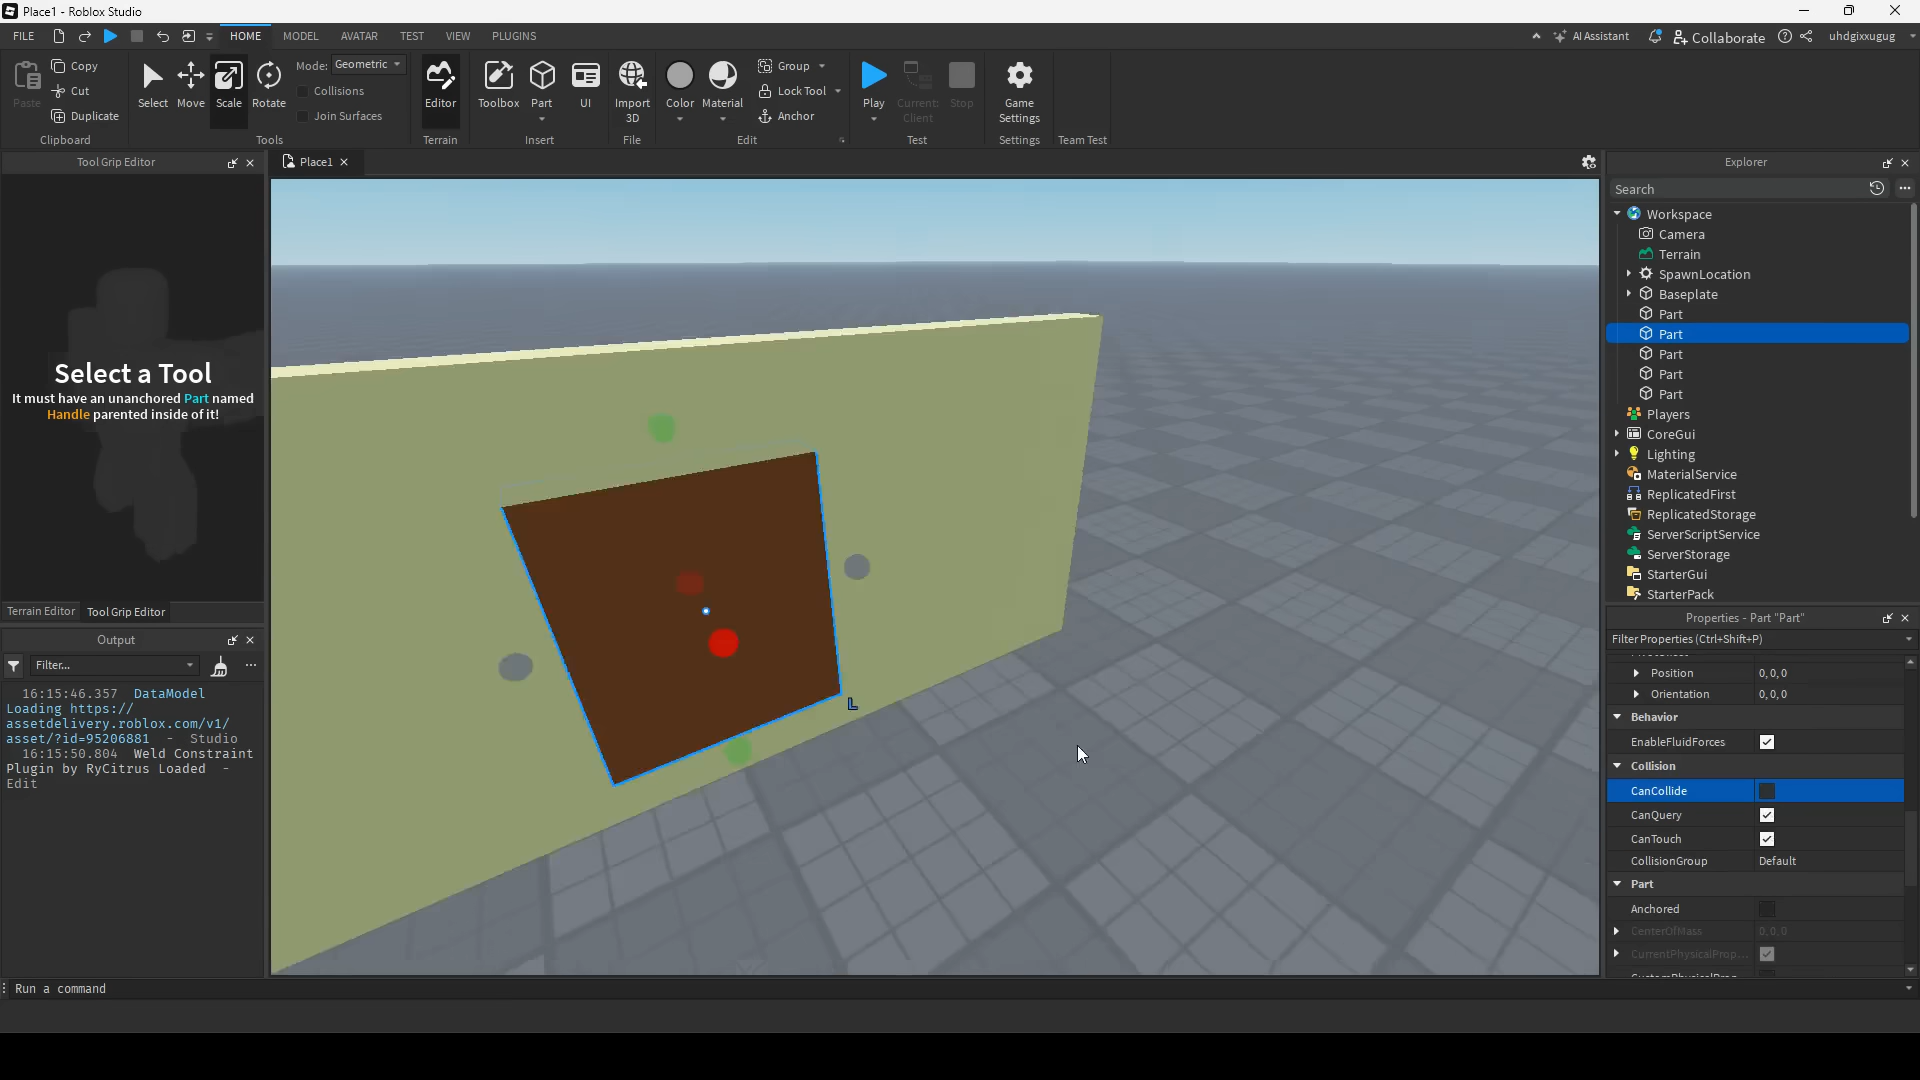 Place1 - Roblox Studio
FILE
HOME
MODEL
AVATAR
TEST
VIEW
PLUGINS
AI Assistant
Collaborate
uhdgixxugug
Paste
Copy
Cut
Duplicate
Clipboard
Select
Move
Scale
Rotate
Mode: Geometric
Collisions
Join Surfaces
Tools
Editor
Terrain
Toolbox
Part
UI
Insert
Import
3D
File
Color
Material
Group
Lock Tool
Anchor
Edit
Play
Current:
Client
Stop
Test
Game
Settings
Settings
Team Test
Tool Grip Editor
Select a Tool
It must have an unanchored Part named
Handle parented inside of it!
Terrain Editor
Tool Grip Editor
Output
Filter...
16:15:46.357 DataModel
Loading https://
assetdelivery.roblox.com/v1/
asset/?id=95206881 - Studio
16:15:50.804 Weld Constraint
Plugin by RyCitrus Loaded -
Edit
Place1
L
Explorer
Search
Workspace
Camera
Terrain
SpawnLocation
Baseplate
Part
Part
Part
Part
Part
Players
CoreGui
Lighting
MaterialService
ReplicatedFirst
ReplicatedStorage
ServerScriptService
ServerStorage
StarterGui
StarterPack
Properties - Part "Part"
Filter Properties (Ctrl+Shift+P)
Position 0, 0, 0
Orientation 0, 0, 0
Behavior
EnableFluidForces
Collision
CanCollide
CanQuery
CanTouch
CollisionGroup Default
Part
Anchored
CenterOfMass 0, 0, 0
CurrentPhysicalProp...
Run a command